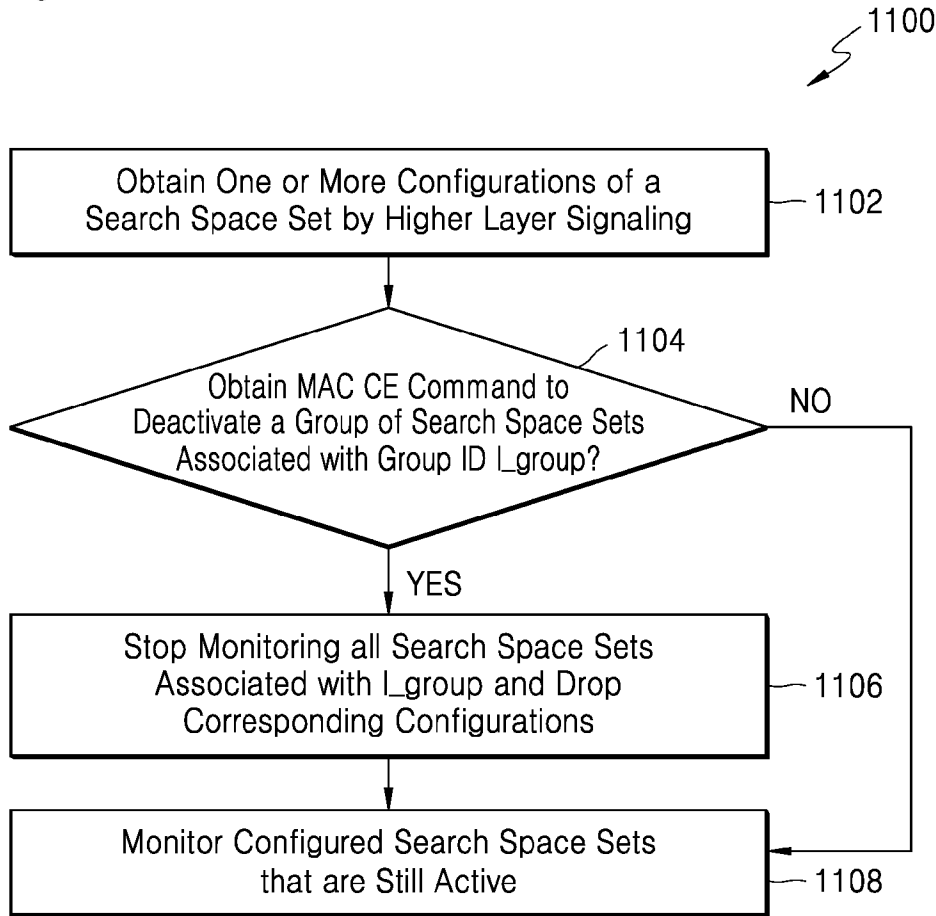 1100
Obtain One or More Configurations of a
Search Space Set by Higher Layer Signaling
1102
1104
Obtain MAC CE Command to
Deactivate a Group of Search Space Sets
Associated with Group ID I_group?
NO
YES
Stop Monitoring all Search Space Sets
Associated with I_group and Drop
Corresponding Configurations
1106
Monitor Configured Search Space Sets
that are Still Active
1108